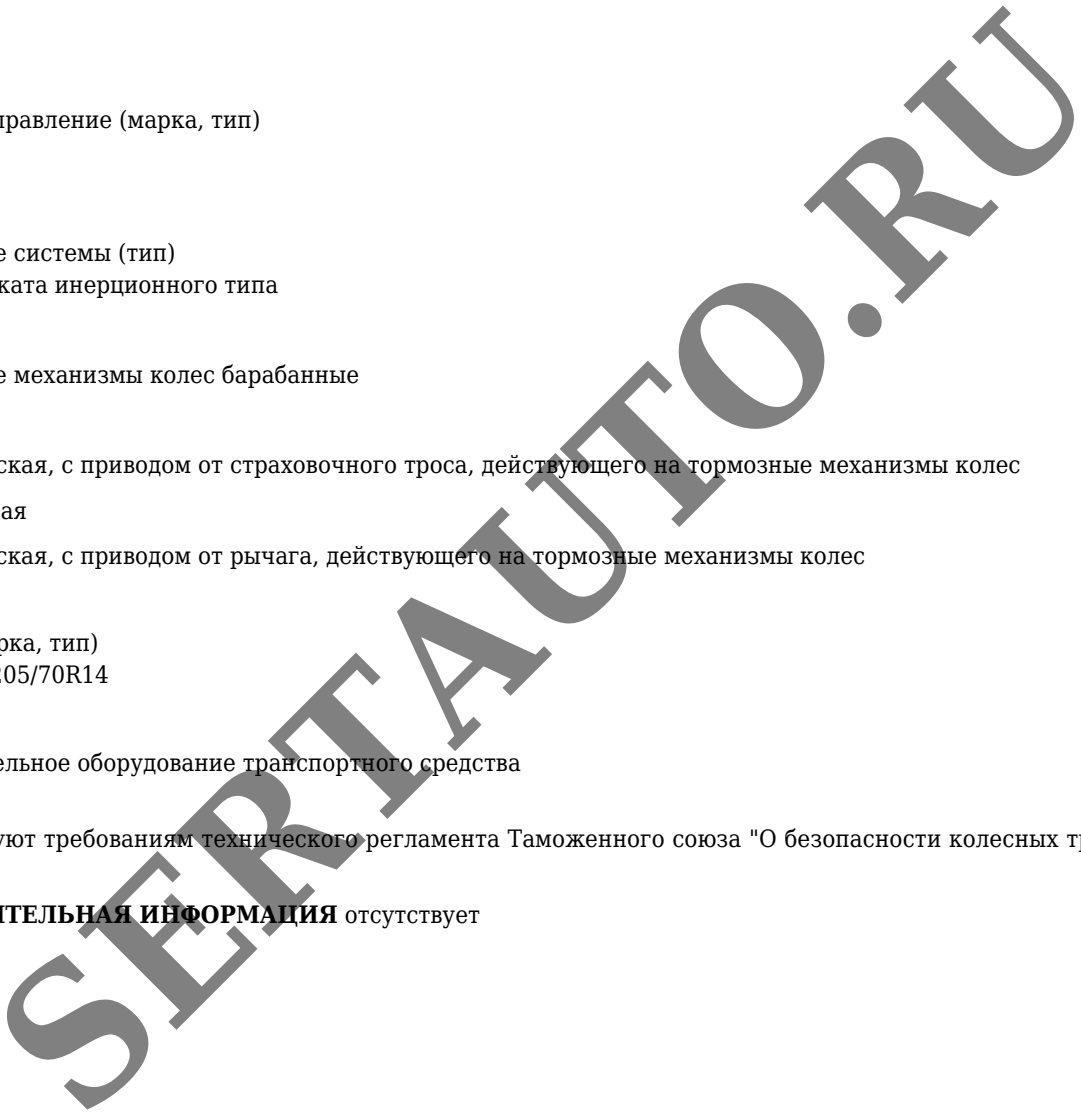 правление (марка, тип)
е системы (тип)
ката инерционного типа
е механизмы колес барабанные
ская, с приводом от страховочного троса, действующего на тормозные механизмы колес
ая
ская, с приводом от рычага, действующего на тормозные механизмы колес
рка, тип)
205/70R14
ельное оборудование транспортного средства
уют требованиям технического регламента Таможенного союза "О безопасности колесных тр
ИТЕЛЬНАЯ ИНФОРМАЦИЯ отсутствует
SERTAUTO.RU